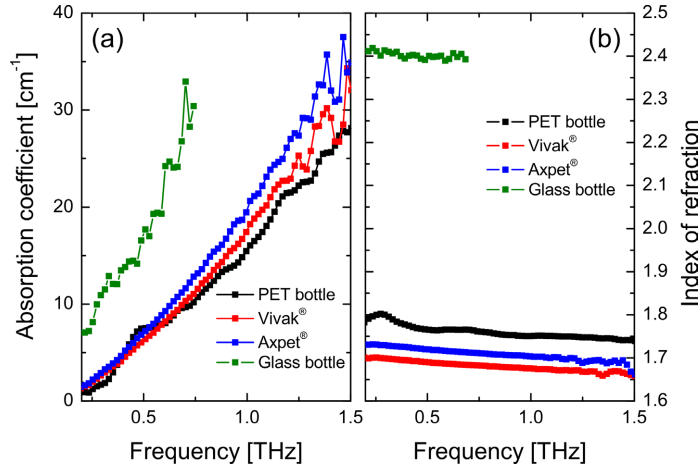 (a)
Absorption coefficient [cm⁻¹]
40
30
20
10
0
PET bottle
Vivak®
Axpet®
Glass bottle
0.5
1.0
1.5
Frequency [THz]
(b)
Index of refraction
2.5
2.4
2.3
2.2
2.1
2.0
1.9
1.8
1.7
1.6
PET bottle
Vivak®
Axpet®
Glass bottle
0.5
1.0
1.5
Frequency [THz]